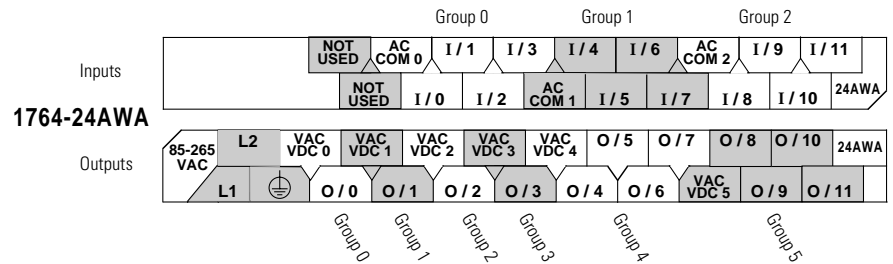 Group 0 Group 1 Group 2
NOT USED AC COM 0 I / 1 I / 3 I / 4 I / 6 AC COM 2 I / 9 I / 11
Inputs
NOT USED I / 0 I / 2 AC COM 1 I / 5 I / 7 I / 8 I / 10 24AWA
1764-24AWA
85-265 VAC L2 VAC VDC 0 VAC VDC 1 VAC VDC 2 VAC VDC 3 VAC VDC 4 O / 5 O / 7 O / 8 O / 10 24AWA
Outputs
L1 O / 0 O / 1 O / 2 O / 3 O / 4 O / 6 VAC VDC 5 O / 9 O / 11
Group 0 Group 1 Group 2 Group 3 Group 4 Group 5